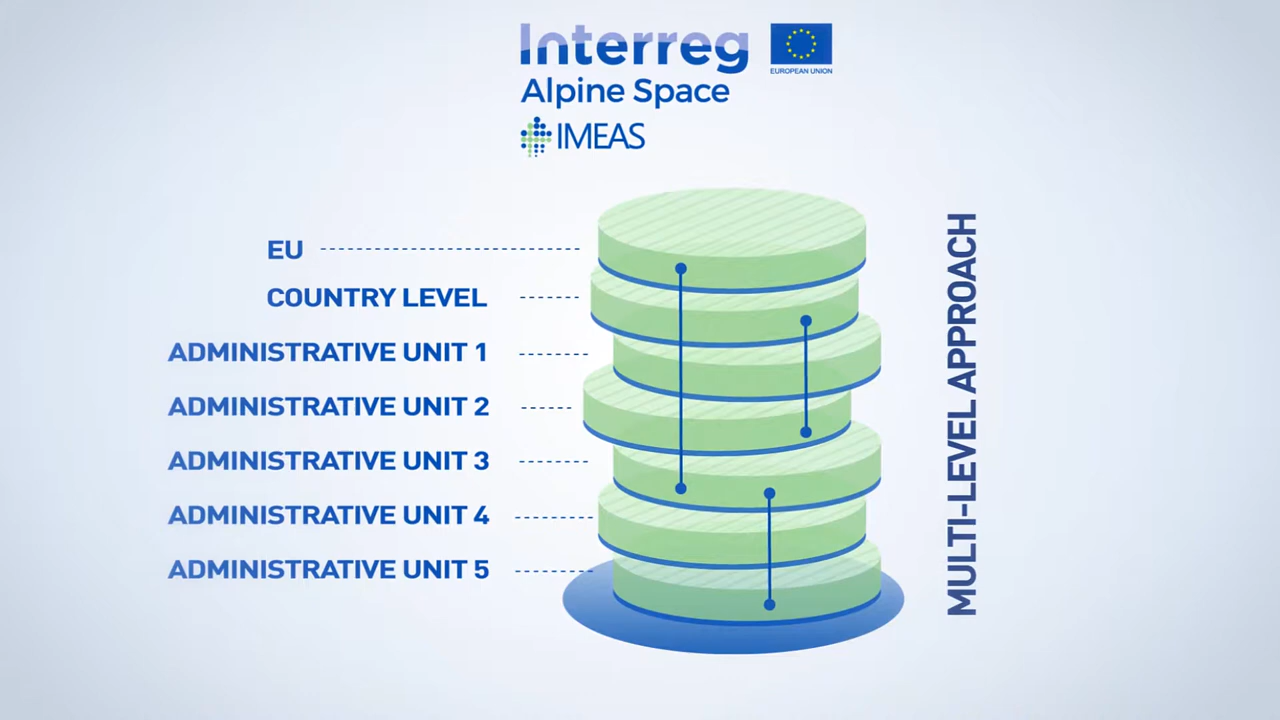 Interreg
EUROPEAN UNION
Alpine Space
IMEAS
EU
COUNTRY LEVEL
ADMINISTRATIVE UNIT 1
ADMINISTRATIVE UNIT 2
ADMINISTRATIVE UNIT 3
ADMINISTRATIVE UNIT 4
ADMINISTRATIVE UNIT 5
MULTI-LEVEL APPROACH